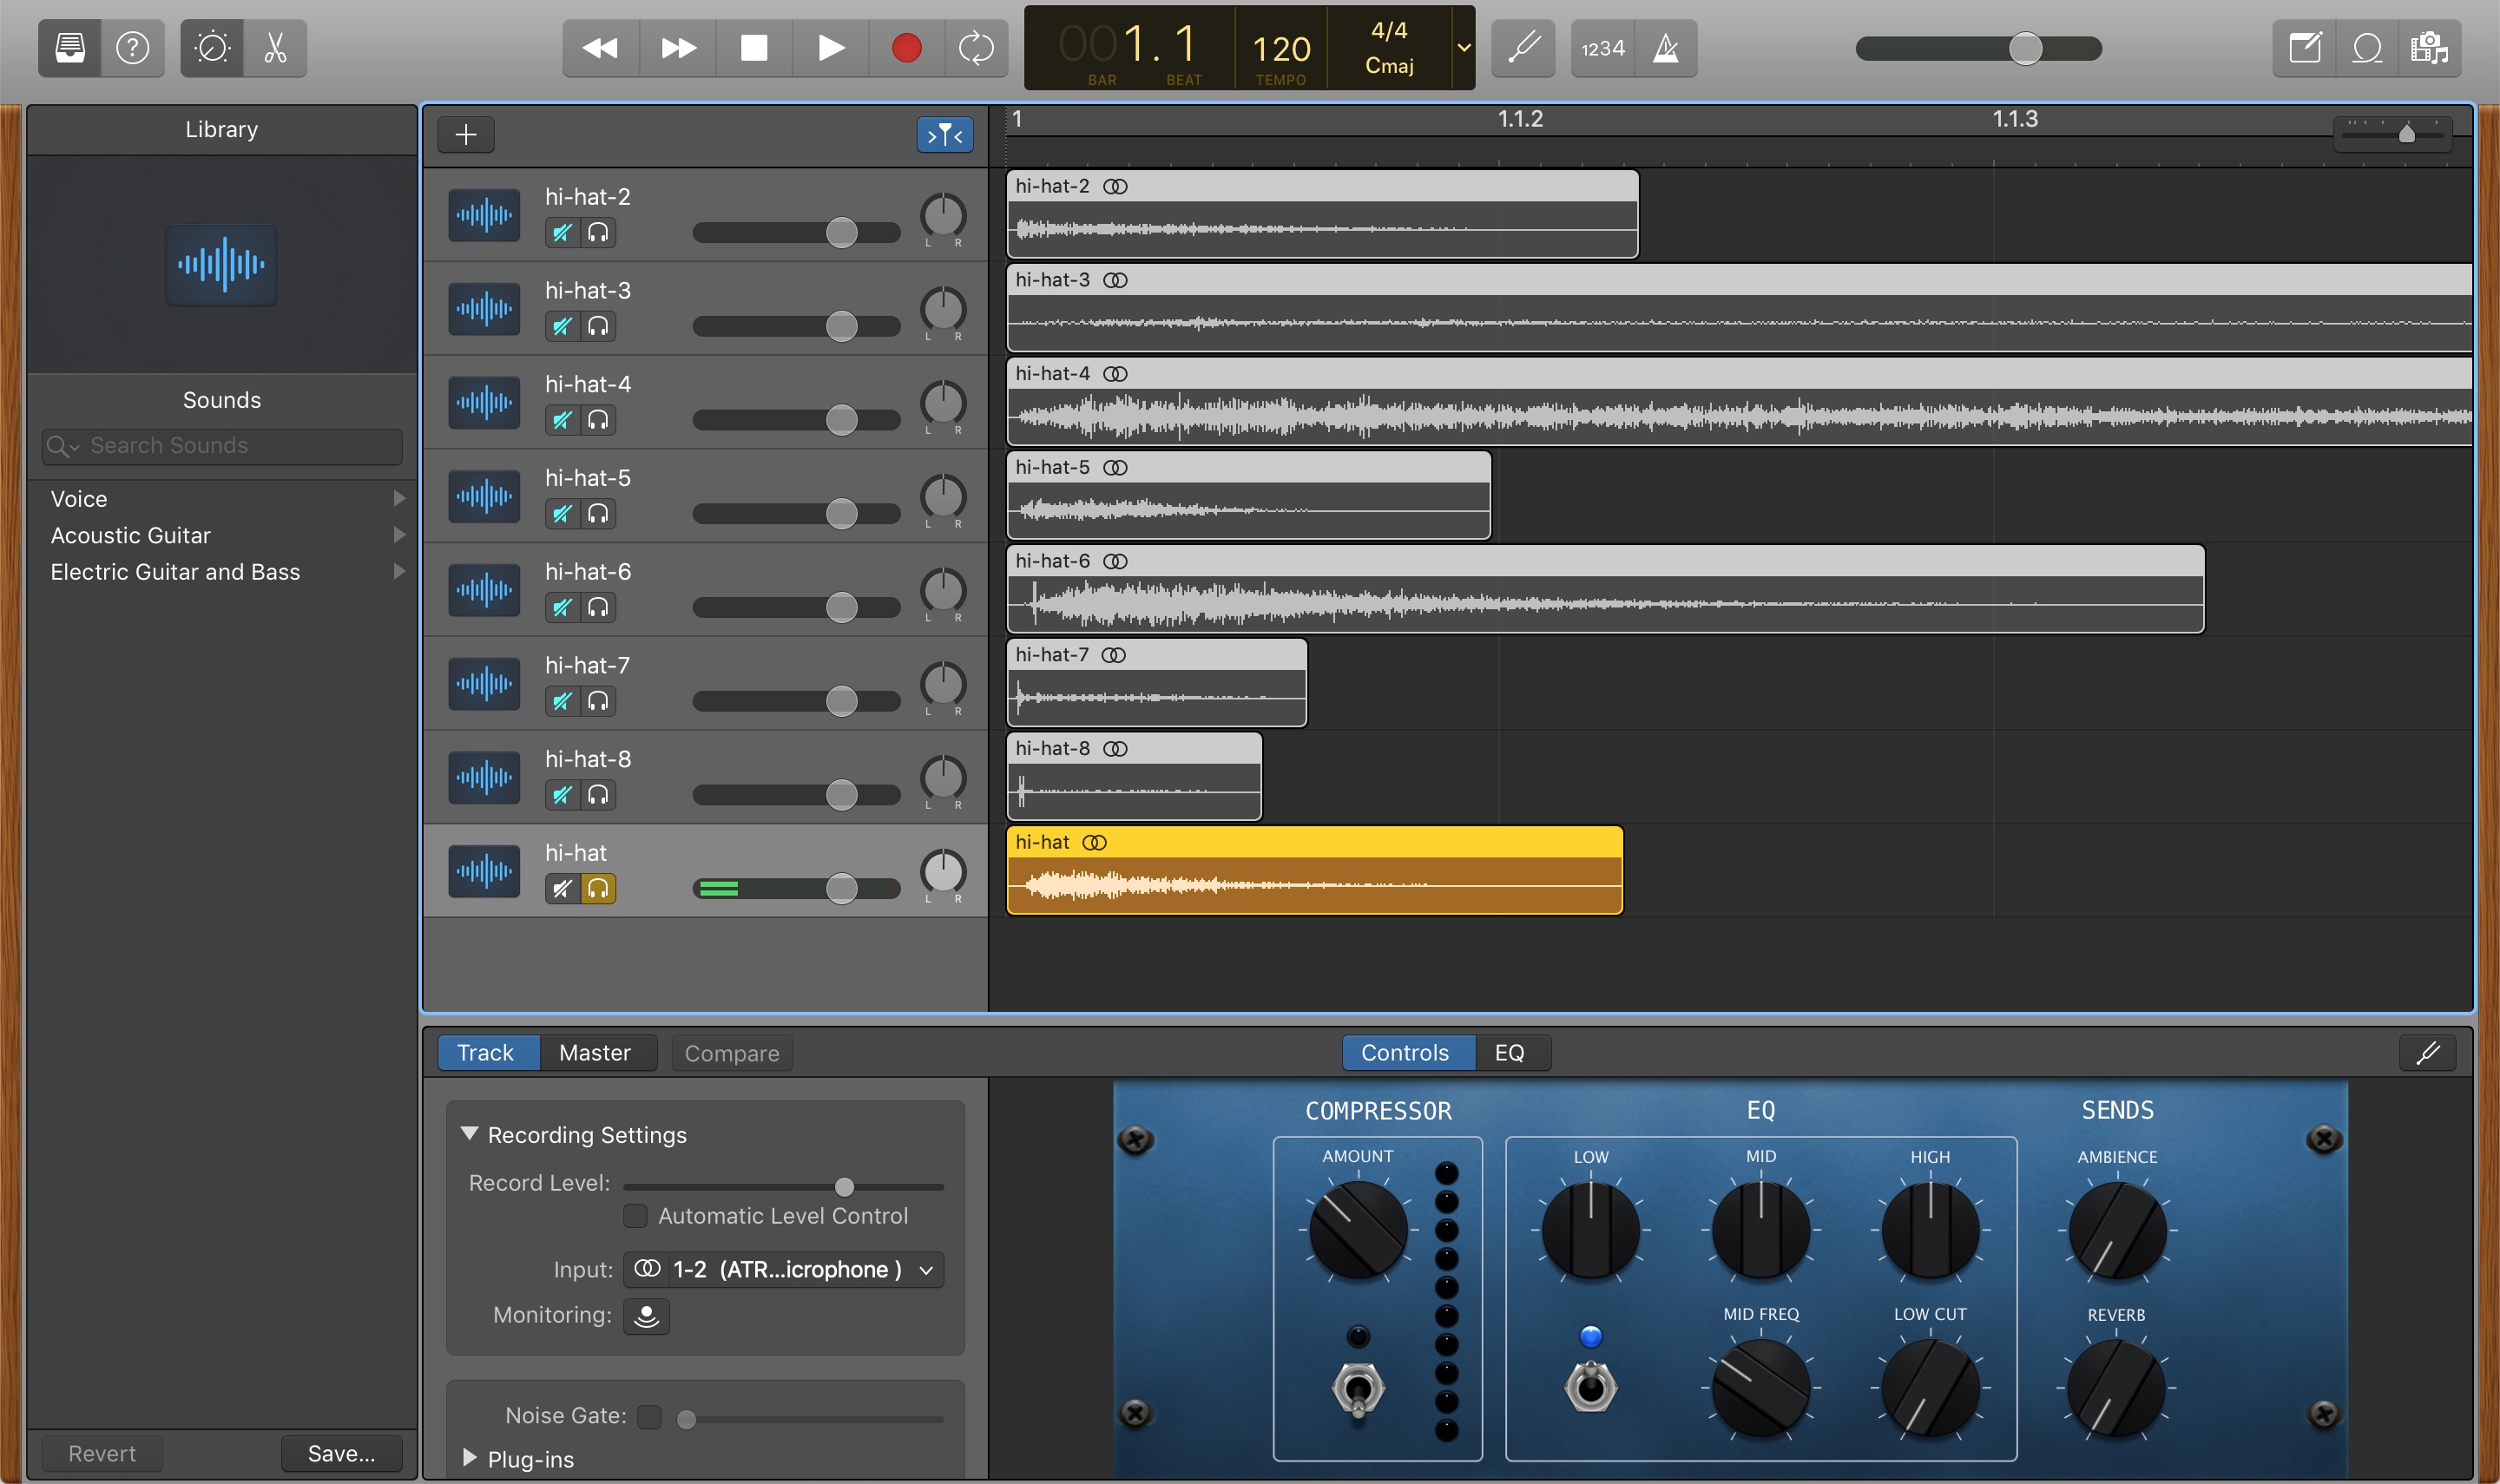 001. 1
BAR
BEAT
120
TEMPO
4/4
Cmaj
1234
Library
Sounds
Search Sounds
Voice
Acoustic Guitar
Electric Guitar and Bass
Revert
Save...
1
1.1.2
1.1.3
hi-hat-2
L R
hi-hat-2
hi-hat-3
L R
hi-hat-3
hi-hat-4
L R
hi-hat-4
hi-hat-5
L R
hi-hat-5
hi-hat-6
L R
hi-hat-6
hi-hat-7
L R
hi-hat-7
hi-hat-8
L R
hi-hat-8
hi-hat
L R
hi-hat
Track
Master
Compare
Controls
EQ
Recording Settings
Record Level:
Automatic Level Control
Input: 1-2 (ATR...icrophone )
Monitoring:
Noise Gate:
Plug-ins
COMPRESSOR
AMOUNT
EQ
LOW
MID
HIGH
MID FREQ
LOW CUT
SENDS
AMBIENCE
REVERB